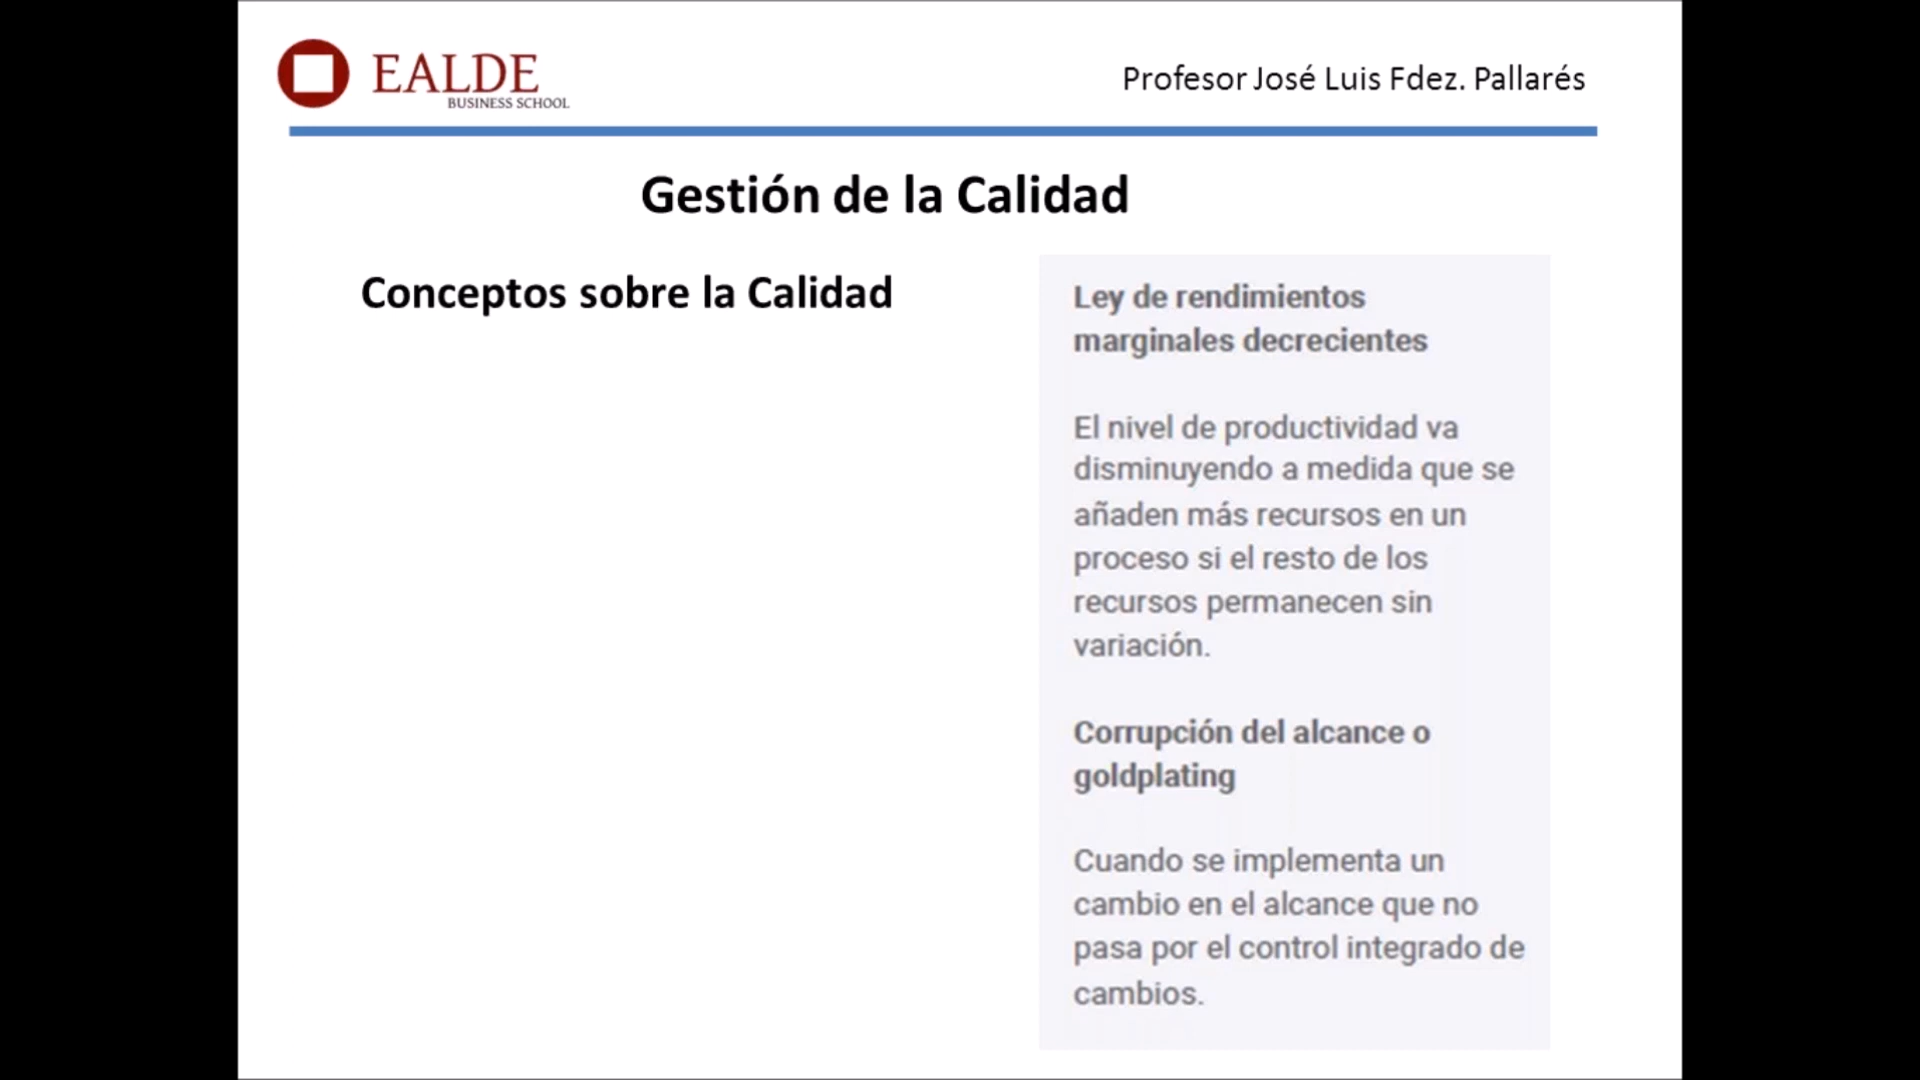 EALDE
BUSINESS SCHOOL
Profesor José Luis Fdez. Pallarés
Gestión de la Calidad
Conceptos sobre la Calidad
Ley de rendimientos
marginales decrecientes
El nivel de productividad va
disminuyendo a medida que se
añaden más recursos en un
proceso si el resto de los
recursos permanecen sin
variación.
Corrupción del alcance o
goldplating
Cuando se implementa un
cambio en el alcance que no
pasa por el control integrado de
cambios.